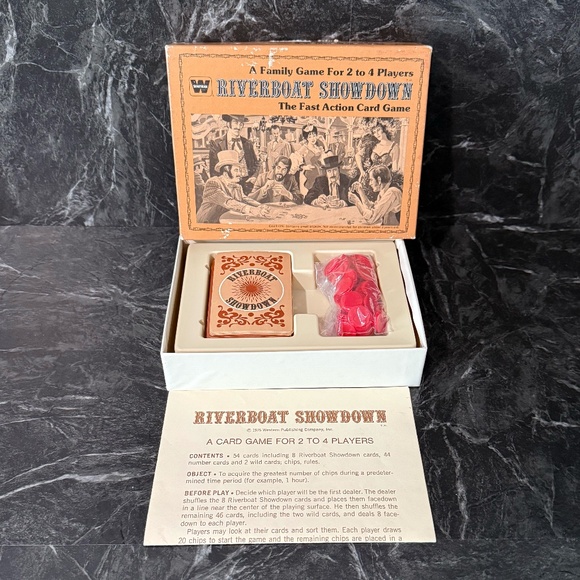 A Family Game For 2 to 4 Players
W RIVERBOAT SHOWDOWN
The Fast Action Card Game
RIVERBOAT
SHOWDOWN
RIVERBOAT SHOWDOWN
Western Publishing Company, Inc.
A CARD GAME FOR 2 TO 4 PLAYERS
CONTENTS • 54 cards including 8 Riverboat Showdown cards, 44
number cards and 2 wild cards, chips, rules.
OBJECT • To acquire the greatest number of chips during a predeter-
mined time period (for example, 1 hour).
BEFORE PLAY • Decide which player will be the first dealer. The dealer
shuffles the 8 Riverboat Showdown cards and places them facedown
in a line near the center of the playing surface. He then shuffles the
remaining 46 cards, including the two wild cards, and deals 8 face-
down to each player.
Players may look at their cards and sort them. Each player draws
20 chips to start the game and the remaining chips are placed in a